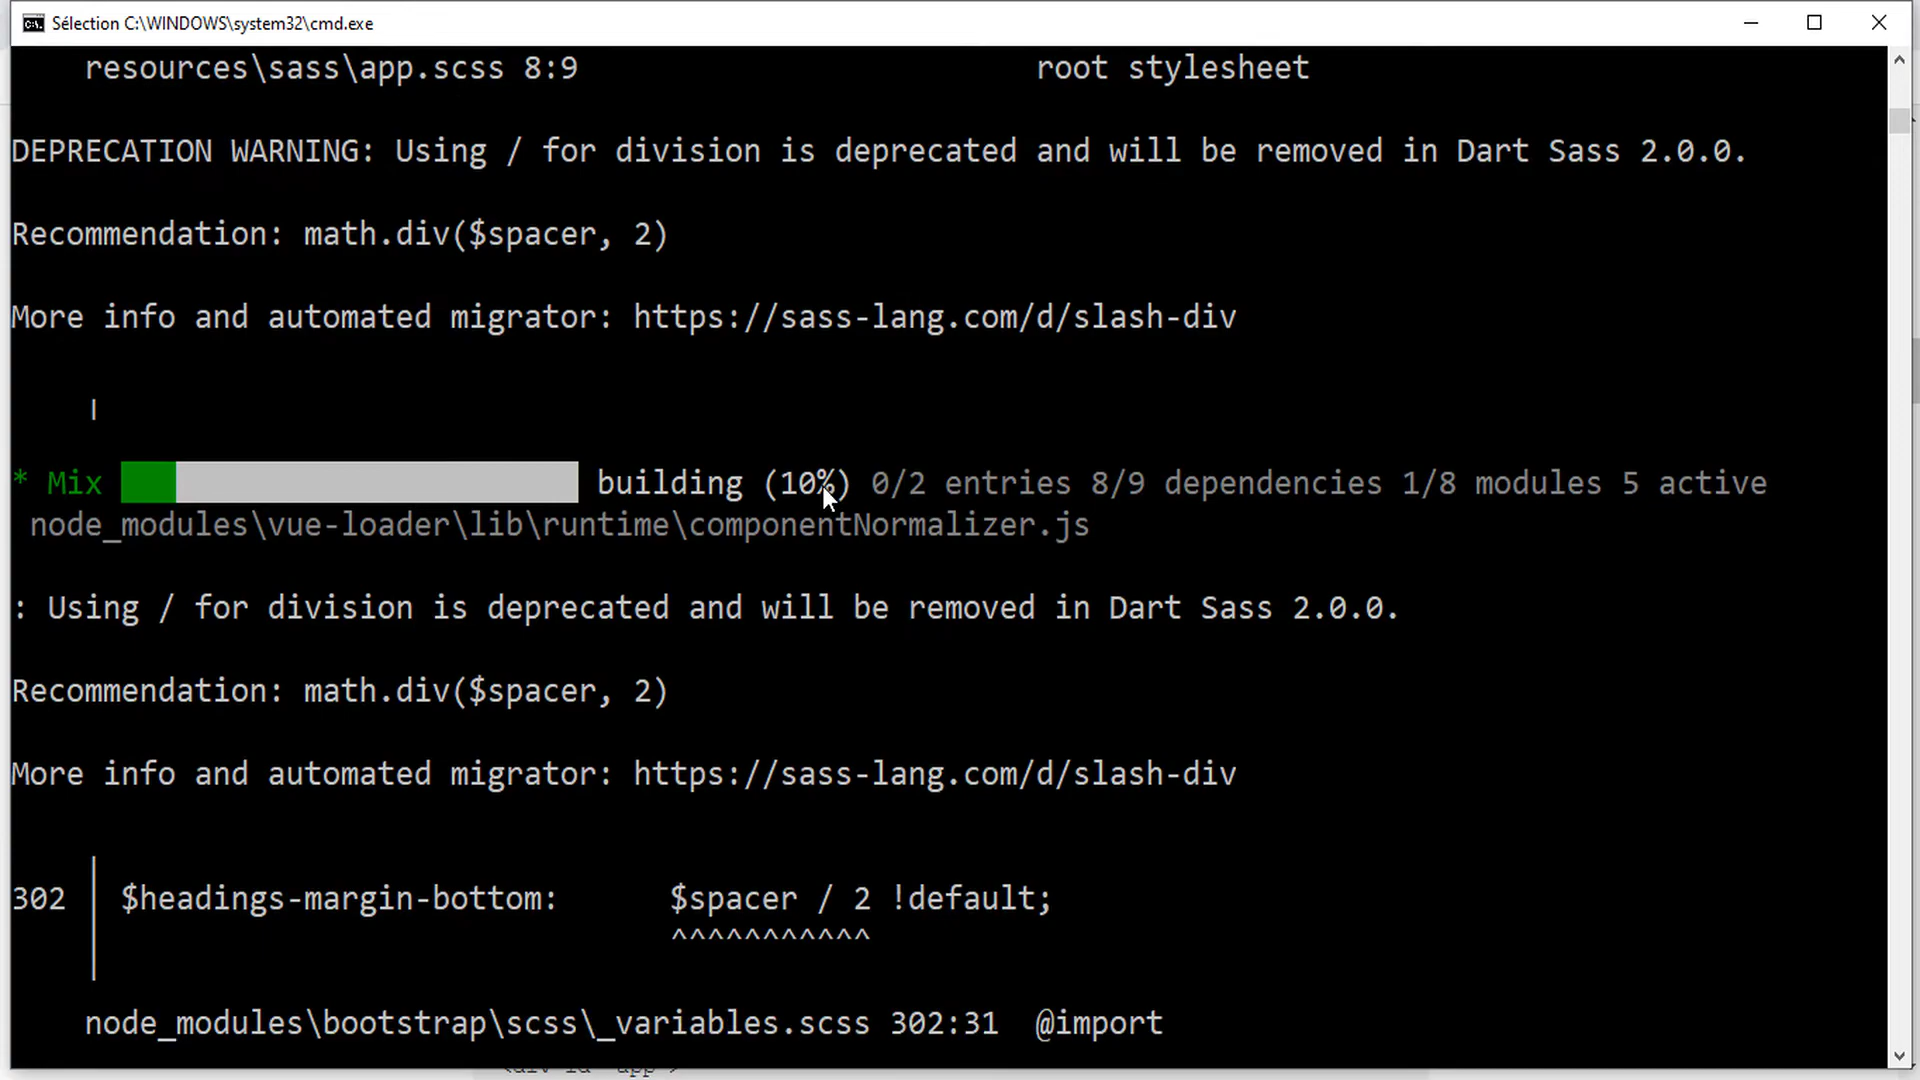 Sélection C:\WINDOWS\system32\cmd.exe
resources\sass\app.scss 8:9 root stylesheet
DEPRECATION WARNING: Using / for division is deprecated and will be removed in Dart Sass 2.0.0.
Recommendation: math.div($spacer, 2)
More info and automated migrator: https://sass-lang.com/d/slash-div
* Mix building (10%) 0/2 entries 8/9 dependencies 1/8 modules 5 active
node_modules\vue-loader\lib\runtime\componentNormalizer.js
: Using / for division is deprecated and will be removed in Dart Sass 2.0.0.
Recommendation: math.div($spacer, 2)
More info and automated migrator: https://sass-lang.com/d/slash-div
302 │ $headings-margin-bottom: $spacer / 2 !default;
^^^^^^^^^^^
node_modules\bootstrap\scss\_variables.scss 302:31 @import